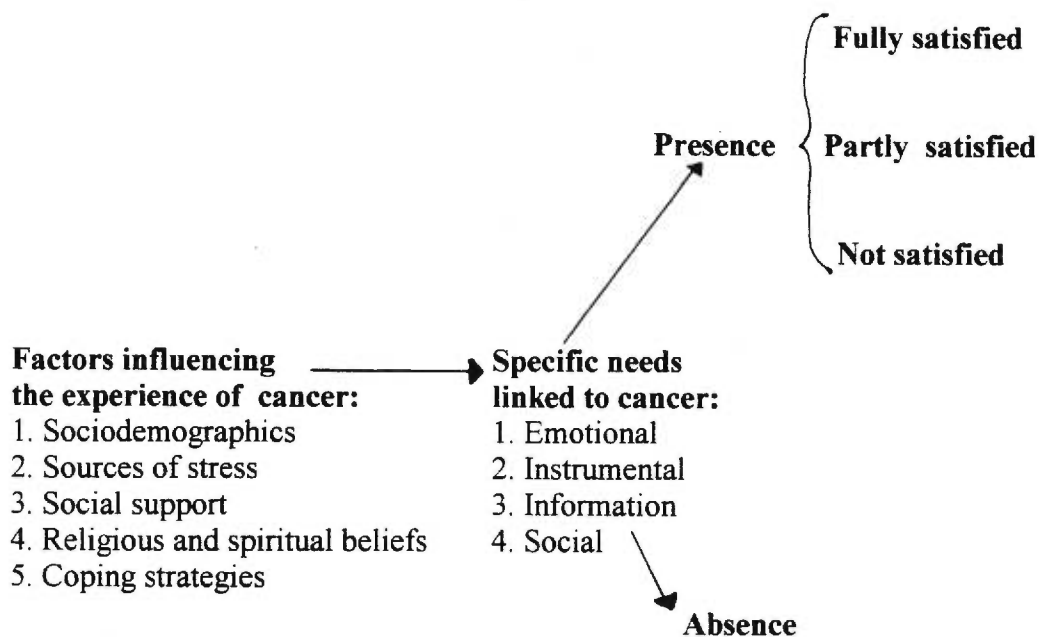 Fully satisfied
Presence
Partly satisfied
Not satisfied
Factors influencing
the experience of cancer:
1. Sociodemographics
2. Sources of stress
3. Social support
4. Religious and spiritual beliefs
5. Coping strategies
Specific needs
linked to cancer:
1. Emotional
2. Instrumental
3. Information
4. Social
Absence